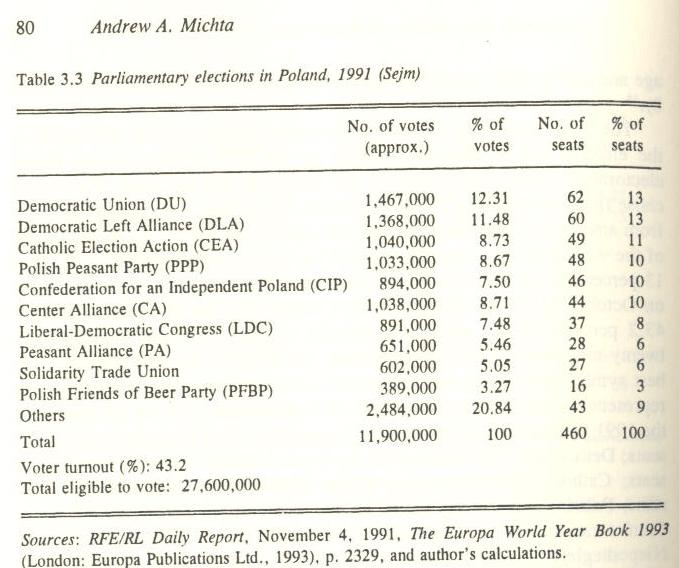 80 Andrew A. Michta
Table 3.3 Parliamentary elections in Poland, 1991 (Sejm)
No. of votes % of No. of % of
(approx.) votes seats seats
Democratic Union (DU) 1,467,000 12.31 62 13
Democratic Left Alliance (DLA) 1,368,000 11.48 60 13
Catholic Election Action (CEA) 1,040,000 8.73 49 11
Polish Peasant Party (PPP) 1,033,000 8.67 48 10
Confederation for an Independent Poland (CIP) 894,000 7.50 46 10
Center Alliance (CA) 1,038,000 8.71 44 10
Liberal-Democratic Congress (LDC) 891,000 7.48 37 8
Peasant Alliance (PA) 651,000 5.46 28 6
Solidarity Trade Union 602,000 5.05 27 6
Polish Friends of Beer Party (PFBP) 389,000 3.27 16 3
Others 2,484,000 20.84 43 9
Total 11,900,000 100 460 100
Voter turnout (%): 43.2
Total eligible to vote: 27,600,000
Sources: RFE/RL Daily Report, November 4, 1991, The Europa World Year Book 1993
(London: Europa Publications Ltd., 1993), p. 2329, and author's calculations.